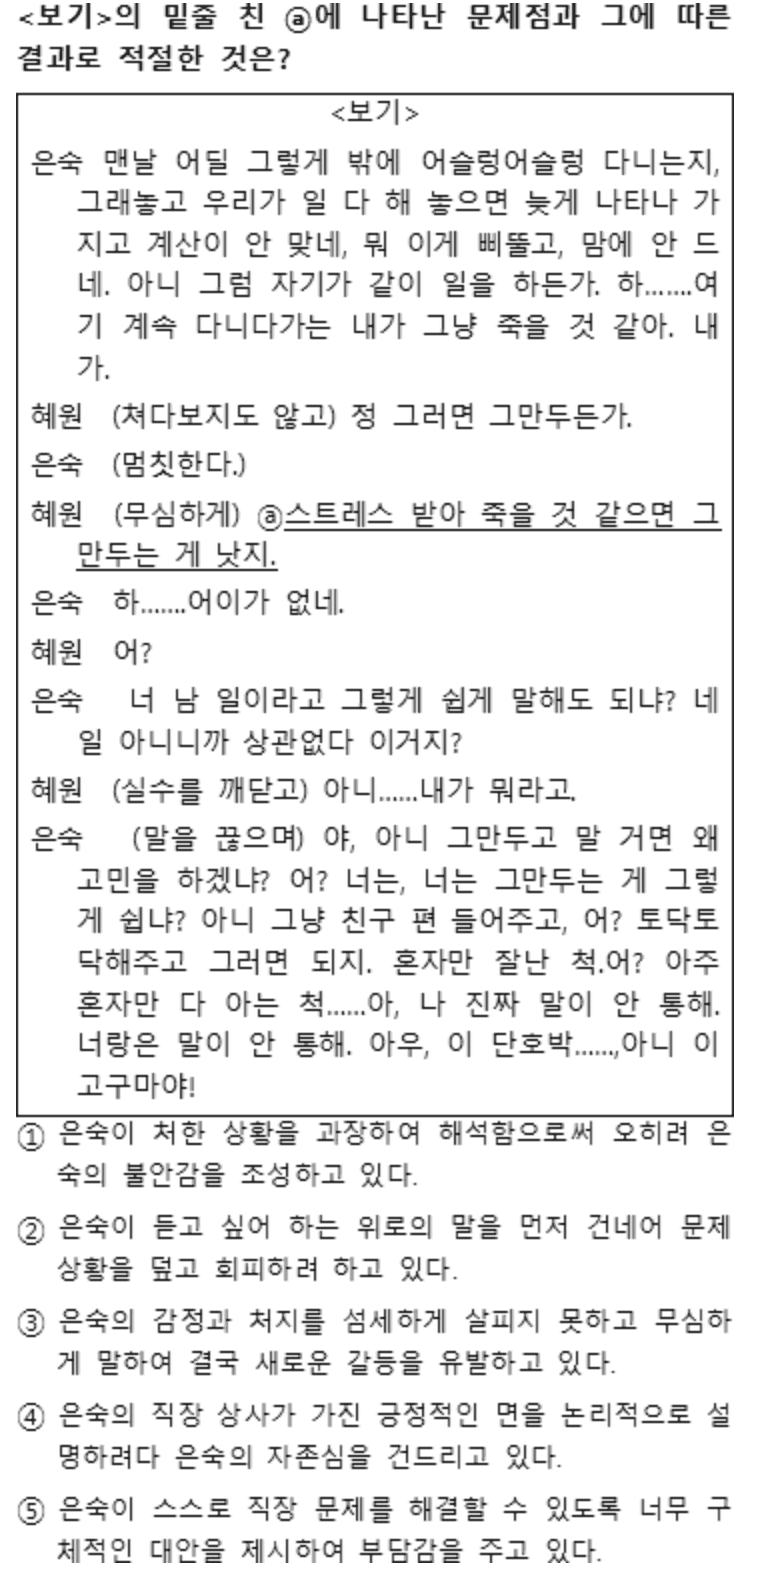 <보기>의 밑줄 친 ⓐ에 나타난 문제점과 그에 따른
결과로 적절한 것은?
<보기>
은숙 맨날 어딜 그렇게 밖에 어슬렁어슬렁 다니는지,
그래놓고 우리가 일 다 해 놓으면 늦게 나타나 가
지고 계산이 안 맞네, 뭐 이게 삐뚤고, 맘에 안 드
네. 아니 그럼 자기가 같이 일을 하든가. 하.......여
기 계속 다니다가는 내가 그냥 죽을 것 같아. 내
가.
혜원 (쳐다보지도 않고) 정 그러면 그만두든가.
은숙 (멈칫한다.)
혜원 (무심하게) ⓐ스트레스 받아 죽을 것 같으면 그
만두는 게 낫지.
은숙 하.......어이가 없네.
혜원 어?
은숙 너 남 일이라고 그렇게 쉽게 말해도 되냐? 네
일 아니니까 상관없다 이거지?
혜원 (실수를 깨닫고) 아니......내가 뭐라고.
은숙 (말을 끊으며) 야, 아니 그만두고 말 거면 왜
고민을 하겠냐? 어? 너는, 너는 그만두는 게 그렇
게 쉽냐? 아니 그냥 친구 편 들어주고, 어? 토닥토
닥해주고 그러면 되지. 혼자만 잘난 척.어? 아주
혼자만 다 아는 척......아, 나 진짜 말이 안 통해.
너랑은 말이 안 통해. 아우, 이 단호박......,아니 이
고구마야!
① 은숙이 처한 상황을 과장하여 해석함으로써 오히려 은
숙의 불안감을 조성하고 있다.
② 은숙이 듣고 싶어 하는 위로의 말을 먼저 건네어 문제
상황을 덮고 회피하려 하고 있다.
③ 은숙의 감정과 처지를 섬세하게 살피지 못하고 무심하
게 말하여 결국 새로운 갈등을 유발하고 있다.
④ 은숙의 직장 상사가 가진 긍정적인 면을 논리적으로 설
명하려다 은숙의 자존심을 건드리고 있다.
⑤ 은숙이 스스로 직장 문제를 해결할 수 있도록 너무 구
체적인 대안을 제시하여 부담감을 주고 있다.